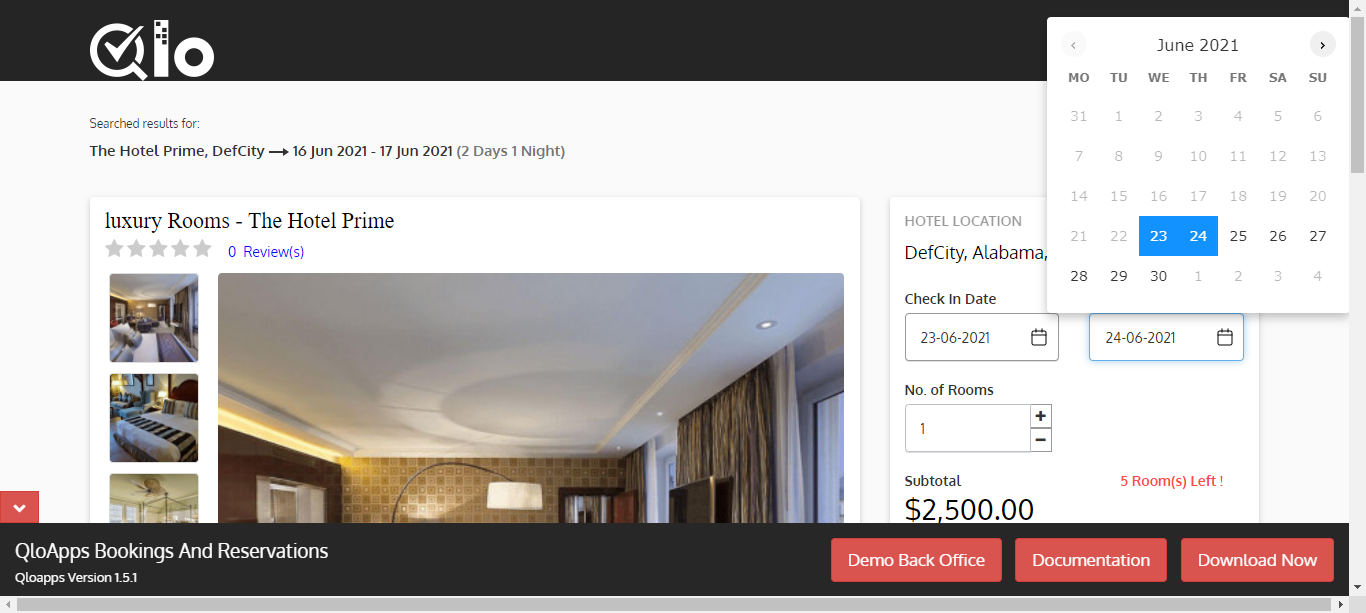 Qlo
Searched results for:
The Hotel Prime, DefCity → 16 Jun 2021 - 17 Jun 2021 (2 Days 1 Night)
luxury Rooms - The Hotel Prime
0 Review(s)
June 2021
MO TU WE TH FR SA SU
31 1 2 3 4 5 6
7 8 9 10 11 12 13
14 15 16 17 18 19 20
21 22 23 24 25 26 27
28 29 30 1 2 3 4
HOTEL LOCATION
DefCity, Alabama,
Check In Date
23-06-2021 24-06-2021
No. of Rooms
1
+
−
Subtotal 5 Room(s) Left !
$2,500.00
QloApps Bookings And Reservations
Qloapps Version 1.5.1
Demo Back Office Documentation Download Now